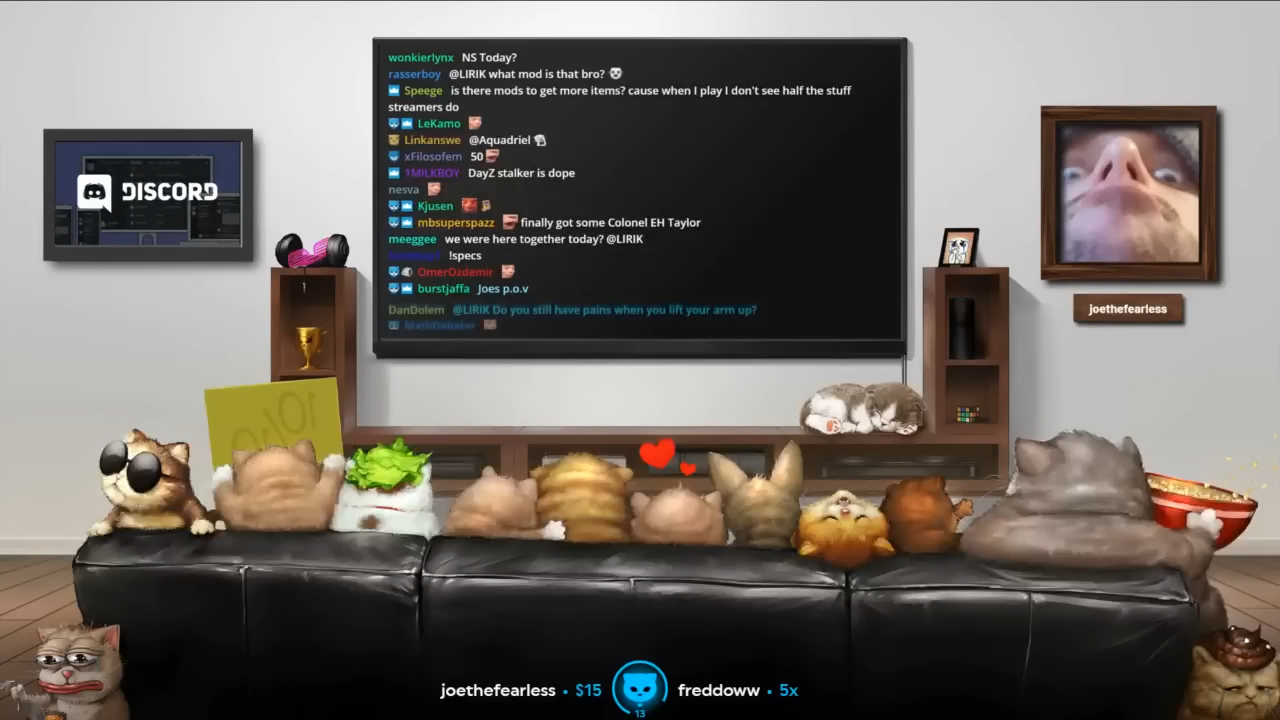 wonkierlynx NS Today?
rasserboy @LIRIK what mod is that bro?
Speege is there mods to get more items? cause when I play I don't see half the stuff
streamers do
LeKamo
Linkanswe @Aquadriel
xFilosofem 50
1MILKBOY DayZ stalker is dope
nesva
Kjusen
mbsuperspazz finally got some Colonel EH Taylor
meeggee we were here together today? @LIRIK
!specs
OmerOzdemir
burstjaffa Joes p.o.v
DanDolem @LIRIK Do you still have pains when you lift your arm up?
DISCORD
joethefearless
joethefearless • $15
13
freddoww • 5x